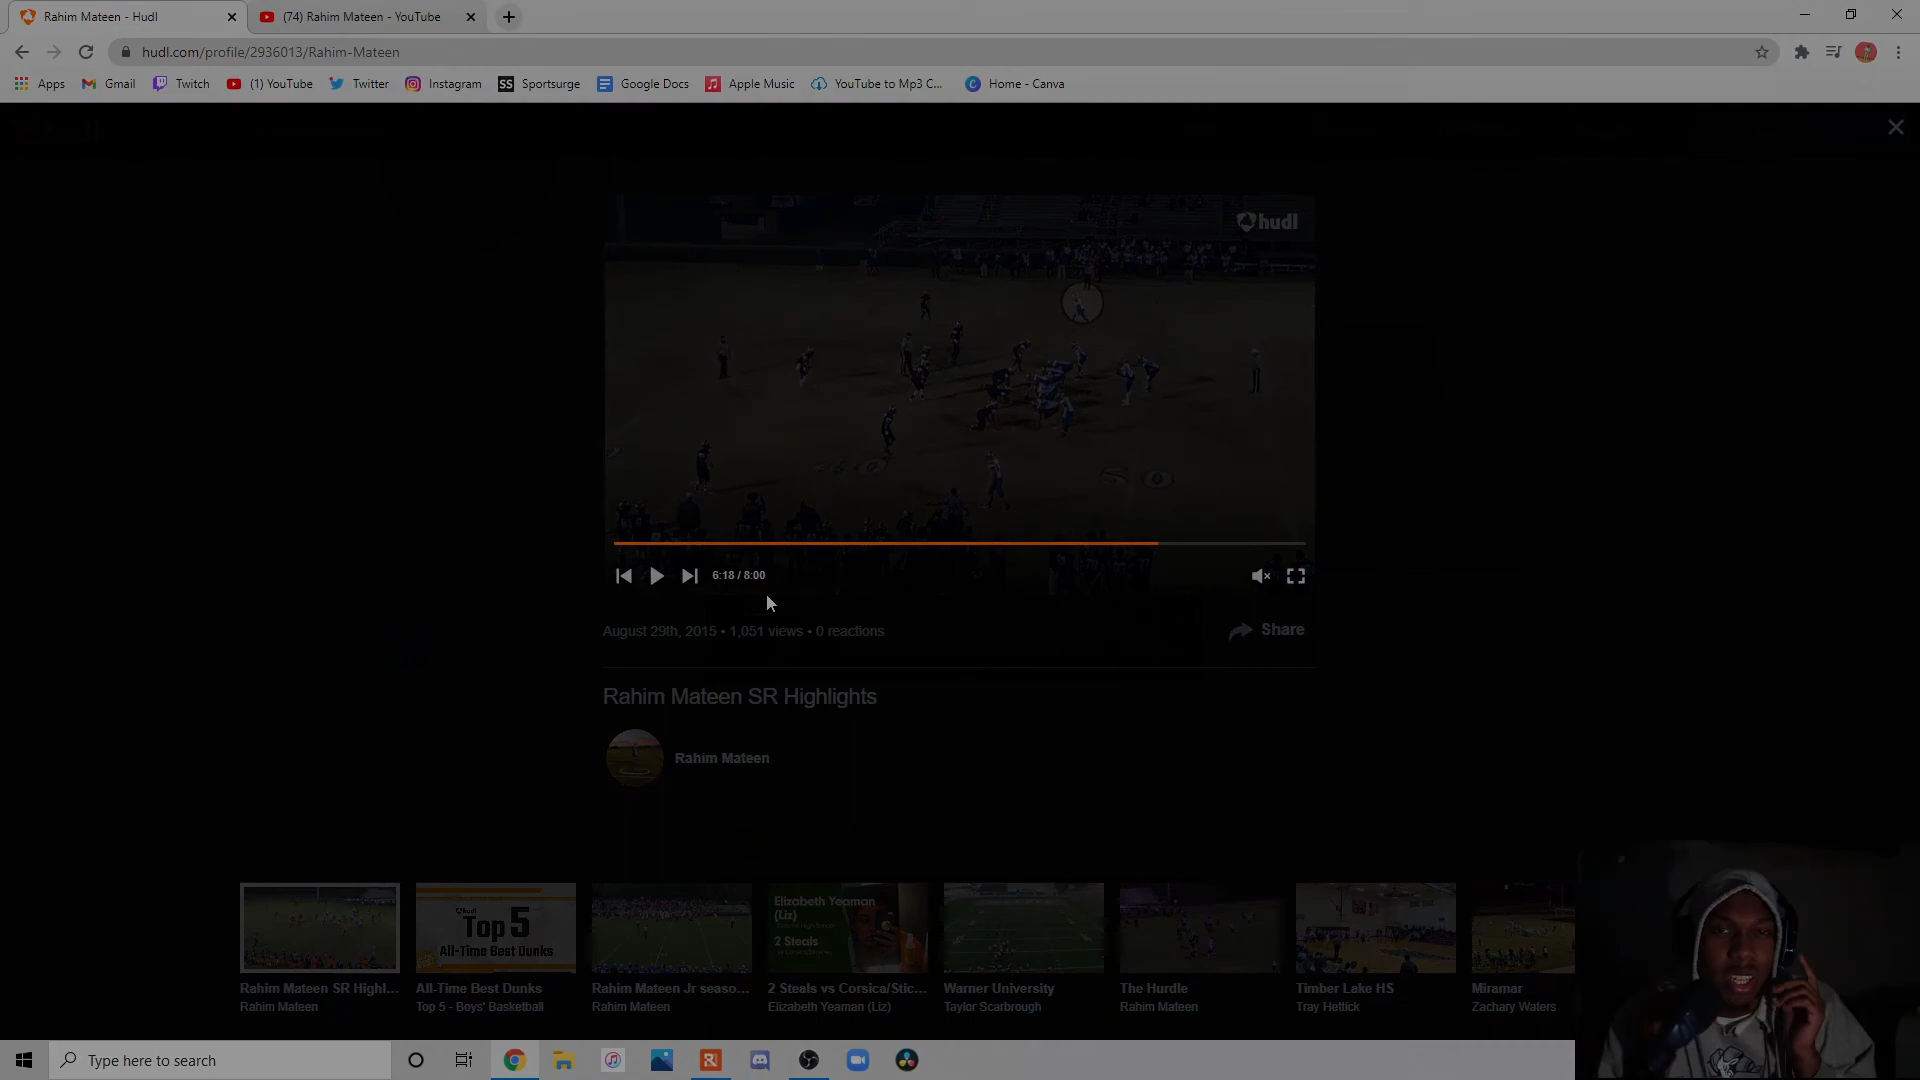 Rahim Mateen - Hudl
(74) Rahim Mateen - YouTube
hudl.com/profile/2936013/Rahim-Mateen
Apps
Gmail
Twitch
(1) YouTube
Twitter
Instagram
SS
Sportsurge
Google Docs
Apple Music
YouTube to Mp3 C...
Home - Canva
hudl
6:18 / 8:00
August 29th, 2015 • 1,051 views • 0 reactions
Share
Rahim Mateen SR Highlights
Rahim Mateen
hudl
Top 5
All-Time Best Dunks
Elizabeth Yeaman
(Liz)
2 Steals
Rahim Mateen SR Highl...
Rahim Mateen
All-Time Best Dunks
Top 5 - Boys' Basketball
Rahim Mateen Jr seaso...
Rahim Mateen
2 Steals vs Corsica/Stic...
Elizabeth Yeaman (Liz)
Warner University
Taylor Scarbrough
The Hurdle
Rahim Mateen
Timber Lake HS
Tray Hettick
Miramar
Zachary Waters
Type here to search